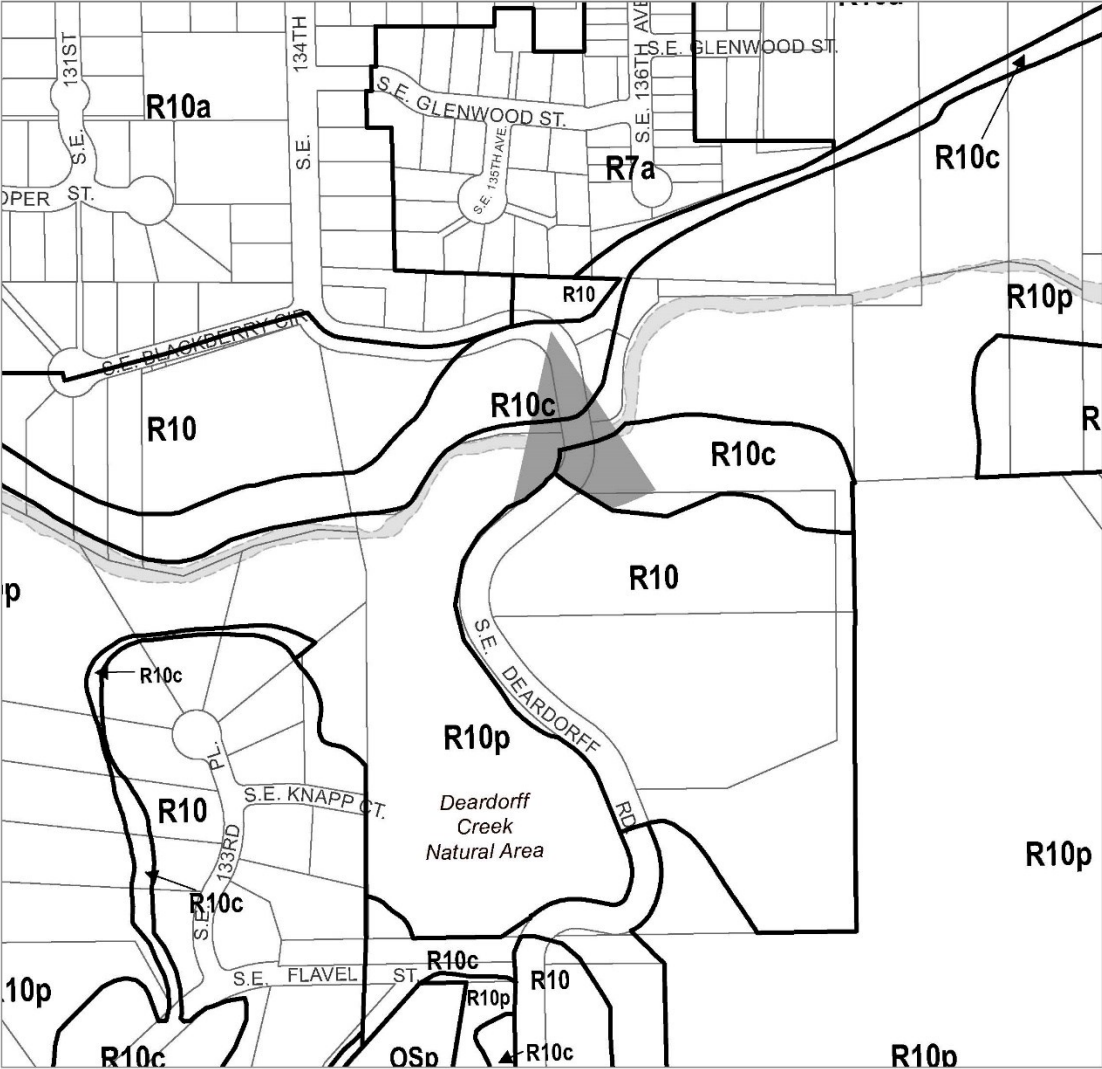 131ST
S.E.
134TH
S.E.
S.E. 136TH AVE
S.E. GLENWOOD ST.
R10a
S.E. GLENWOOD ST.
S.E. 135TH AVE.
R7a
R10c
ST.
R10
R10p
S.E. BLACKBERRY CIR.
R10
R10c
R10c
R
R10
p
R10c
S.E. DEARDORFF RD.
R10p
PL.
S.E. KNAPP CT.
R10
Deardorff
Creek
Natural Area
S.E. 133RD
R10p
R10c
R10c
S.E. FLAVEL ST.
R10
10p
R10p
R10c
OSp
R10c
R10p